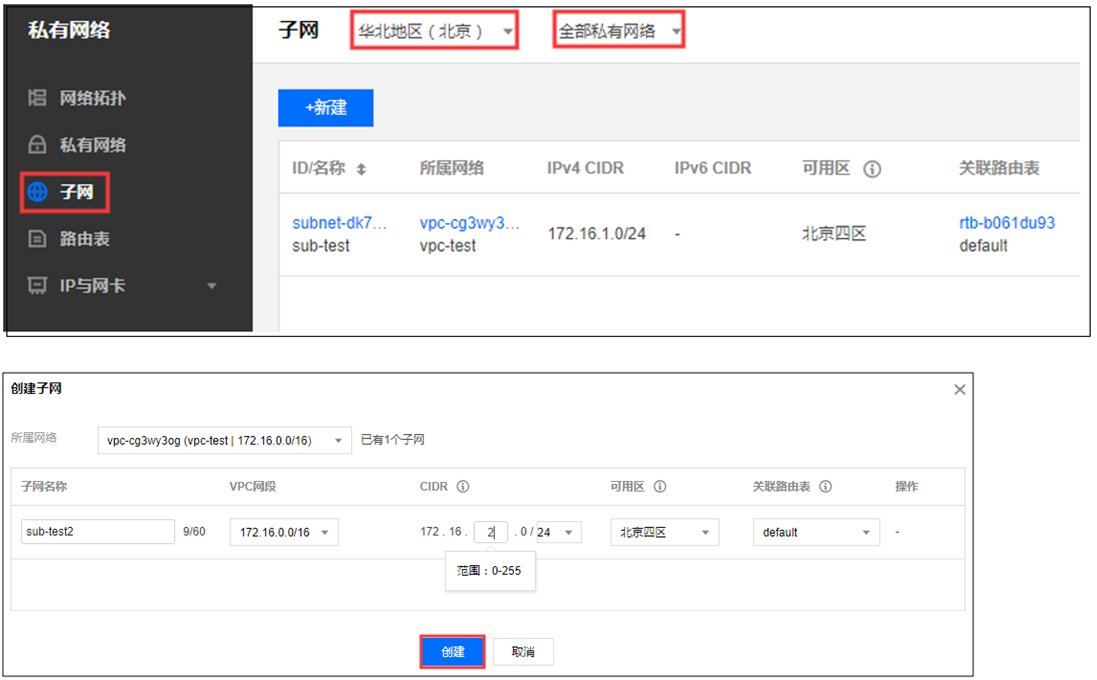 私有网络
子网 华北地区（北京） 全部私有网络
网络拓扑
私有网络
子网
路由表
IP与网卡
+新建
ID/名称 所属网络 IPv4 CIDR IPv6 CIDR 可用区 关联路由表
subnet-dk7... vpc-cg3wy3... 172.16.1.0/24 - 北京四区 rtb-b061du93
sub-test vpc-test default
创建子网
所属网络 vpc-cg3wy3og (vpc-test | 172.16.0.0/16) 已有1个子网
子网名称 VPC网段 CIDR 可用区 关联路由表 操作
sub-test2 9/60 172.16.0.0/16 172 . 16 . 2 . 0 / 24 北京四区 default -
范围：0-255
创建 取消